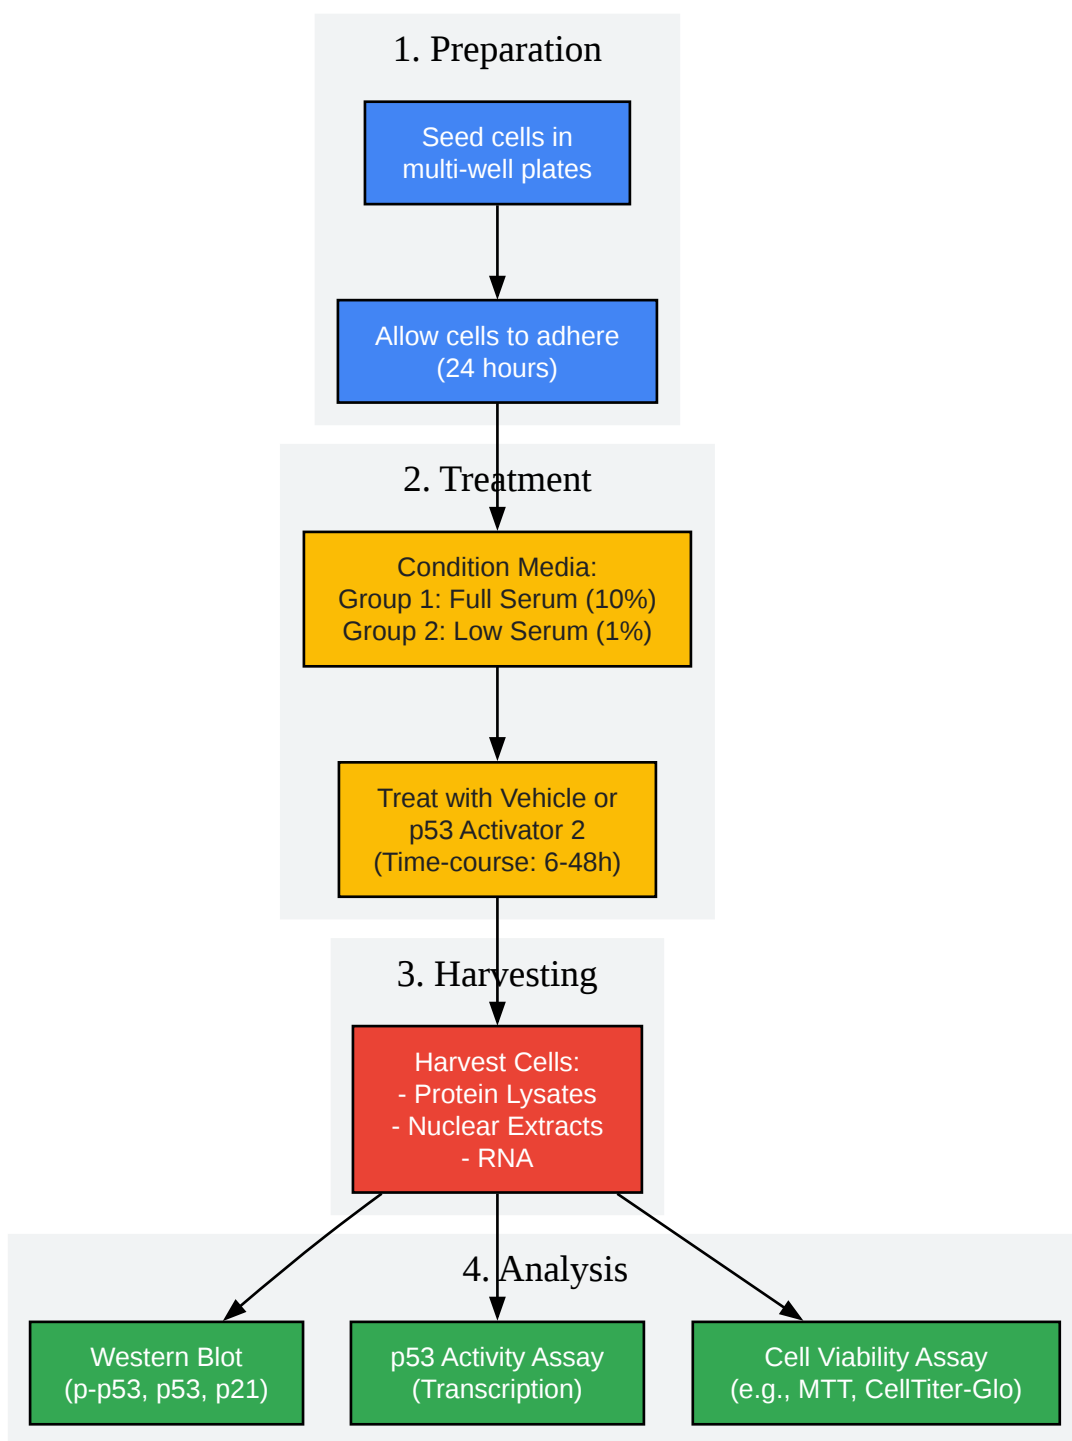 1. Preparation
Seed cells in
multi-well plates
Allow cells to adhere
(24 hours)
2. Treatment
Condition Media:
Group 1: Full Serum (10%)
Group 2: Low Serum (1%)
Treat with Vehicle or
p53 Activator 2
(Time-course: 6-48h)
3. Harvesting
Harvest Cells:
- Protein Lysates
- Nuclear Extracts
- RNA
4. Analysis
Western Blot
(p-p53, p53, p21)
p53 Activity Assay
(Transcription)
Cell Viability Assay
(e.g., MTT, CellTiter-Glo)